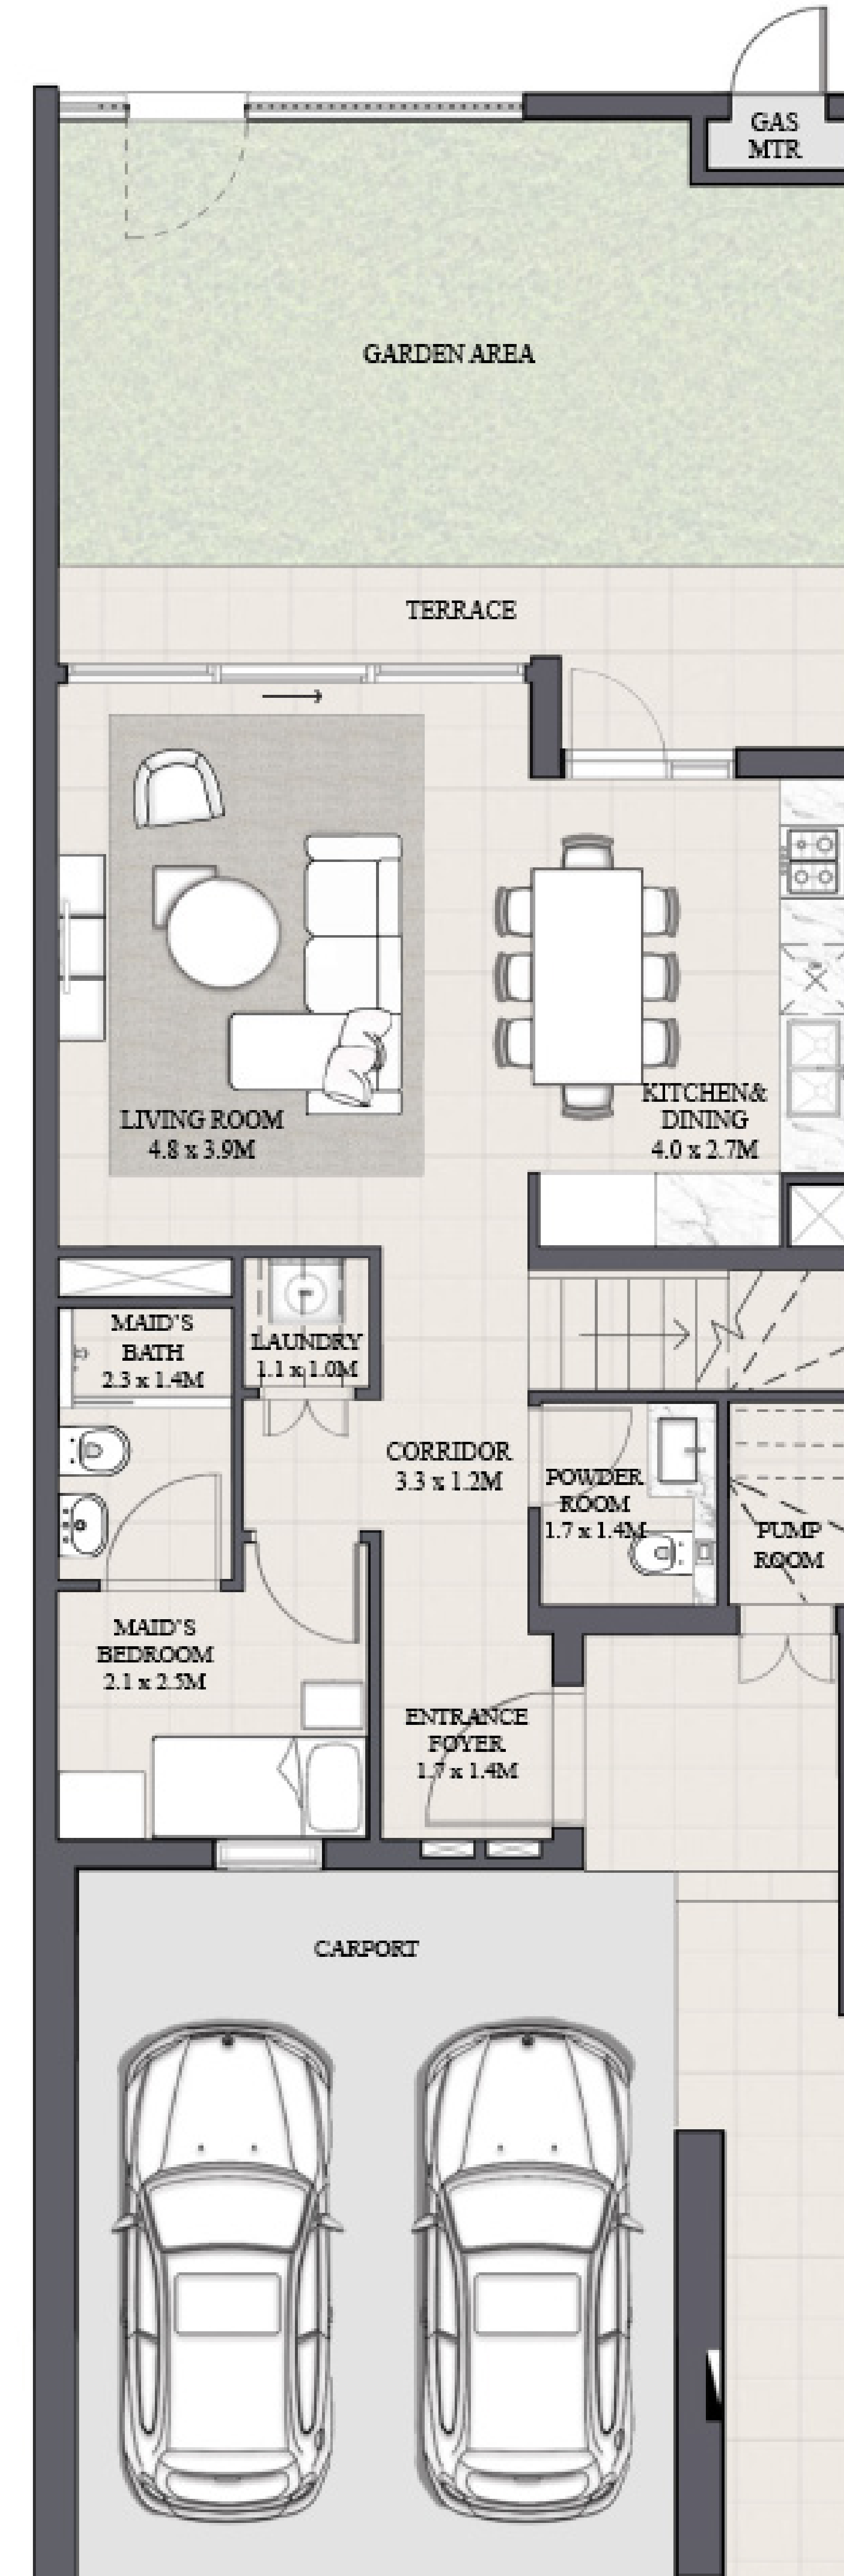 GAS
MTR
GARDEN AREA
TERRACE
KITCHEN&
DINING
4.0 x 2.7M
LIVING ROOM
4.8 x 3.9M
MAID'S
BATH
2.3 x 1.4M
LAUNDRY
1.1 x 1.0M
CORRIDOR
3.3 x 1.2M
POWDER
ROOM
1.7 x 1.4M
PUMP
ROOM
MAID'S
BEDROOM
2.1 x 2.5M
ENTRANCE
FOYER
1.7 x 1.4M
CARPORT